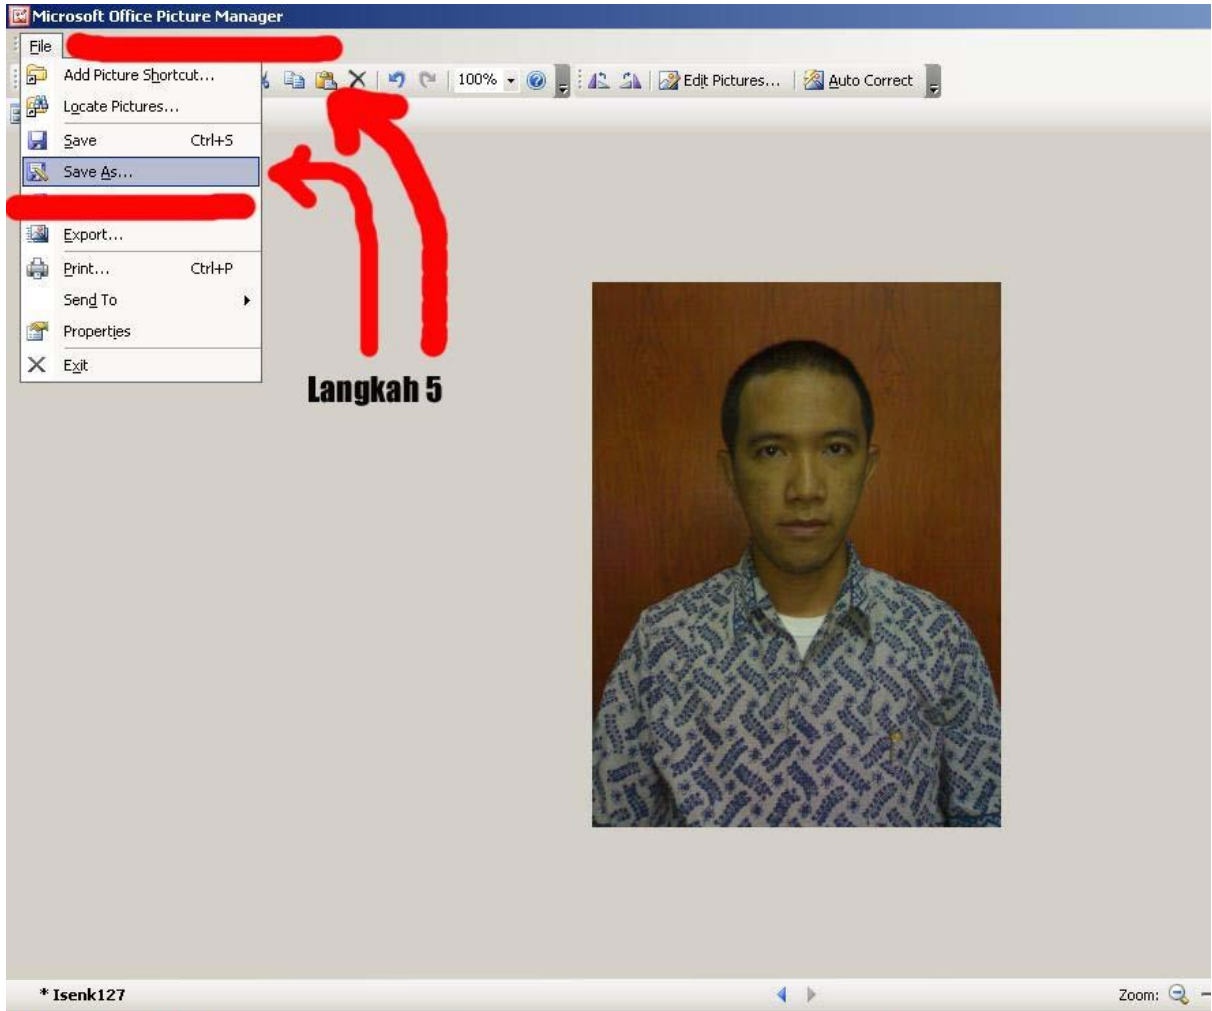 Microsoft Office Picture Manager
File
Add Picture Shortcut...
100%
Edit Pictures...
Auto Correct
Locate Pictures...
Save Ctrl+S
Save As...
Export...
Print... Ctrl+P
Send To
Properties
Exit
Langkah 5
* Isenk127
Zoom: